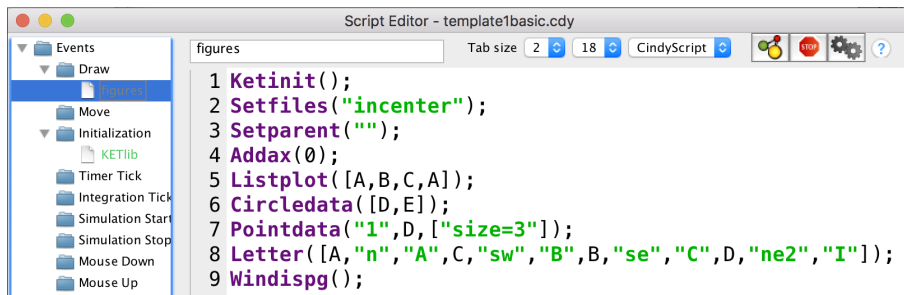 Script Editor - template1basic.cdy
Events
Draw
figures
Move
Initialization
KETlib
Timer Tick
Integration Tick
Simulation Start
Simulation Stop
Mouse Down
Mouse Up
figures
Tab size 2 18 CindyScript STOP ?
1 Ketinit();
2 Setfiles("incenter");
3 Setparent("");
4 Addax(0);
5 Listplot([A,B,C,A]);
6 Circledata([D,E]);
7 Pointdata("1",D,["size=3"]);
8 Letter([A,"n","A",C,"sw","B",B,"se","C",D,"ne2","I"]);
9 Windispg();